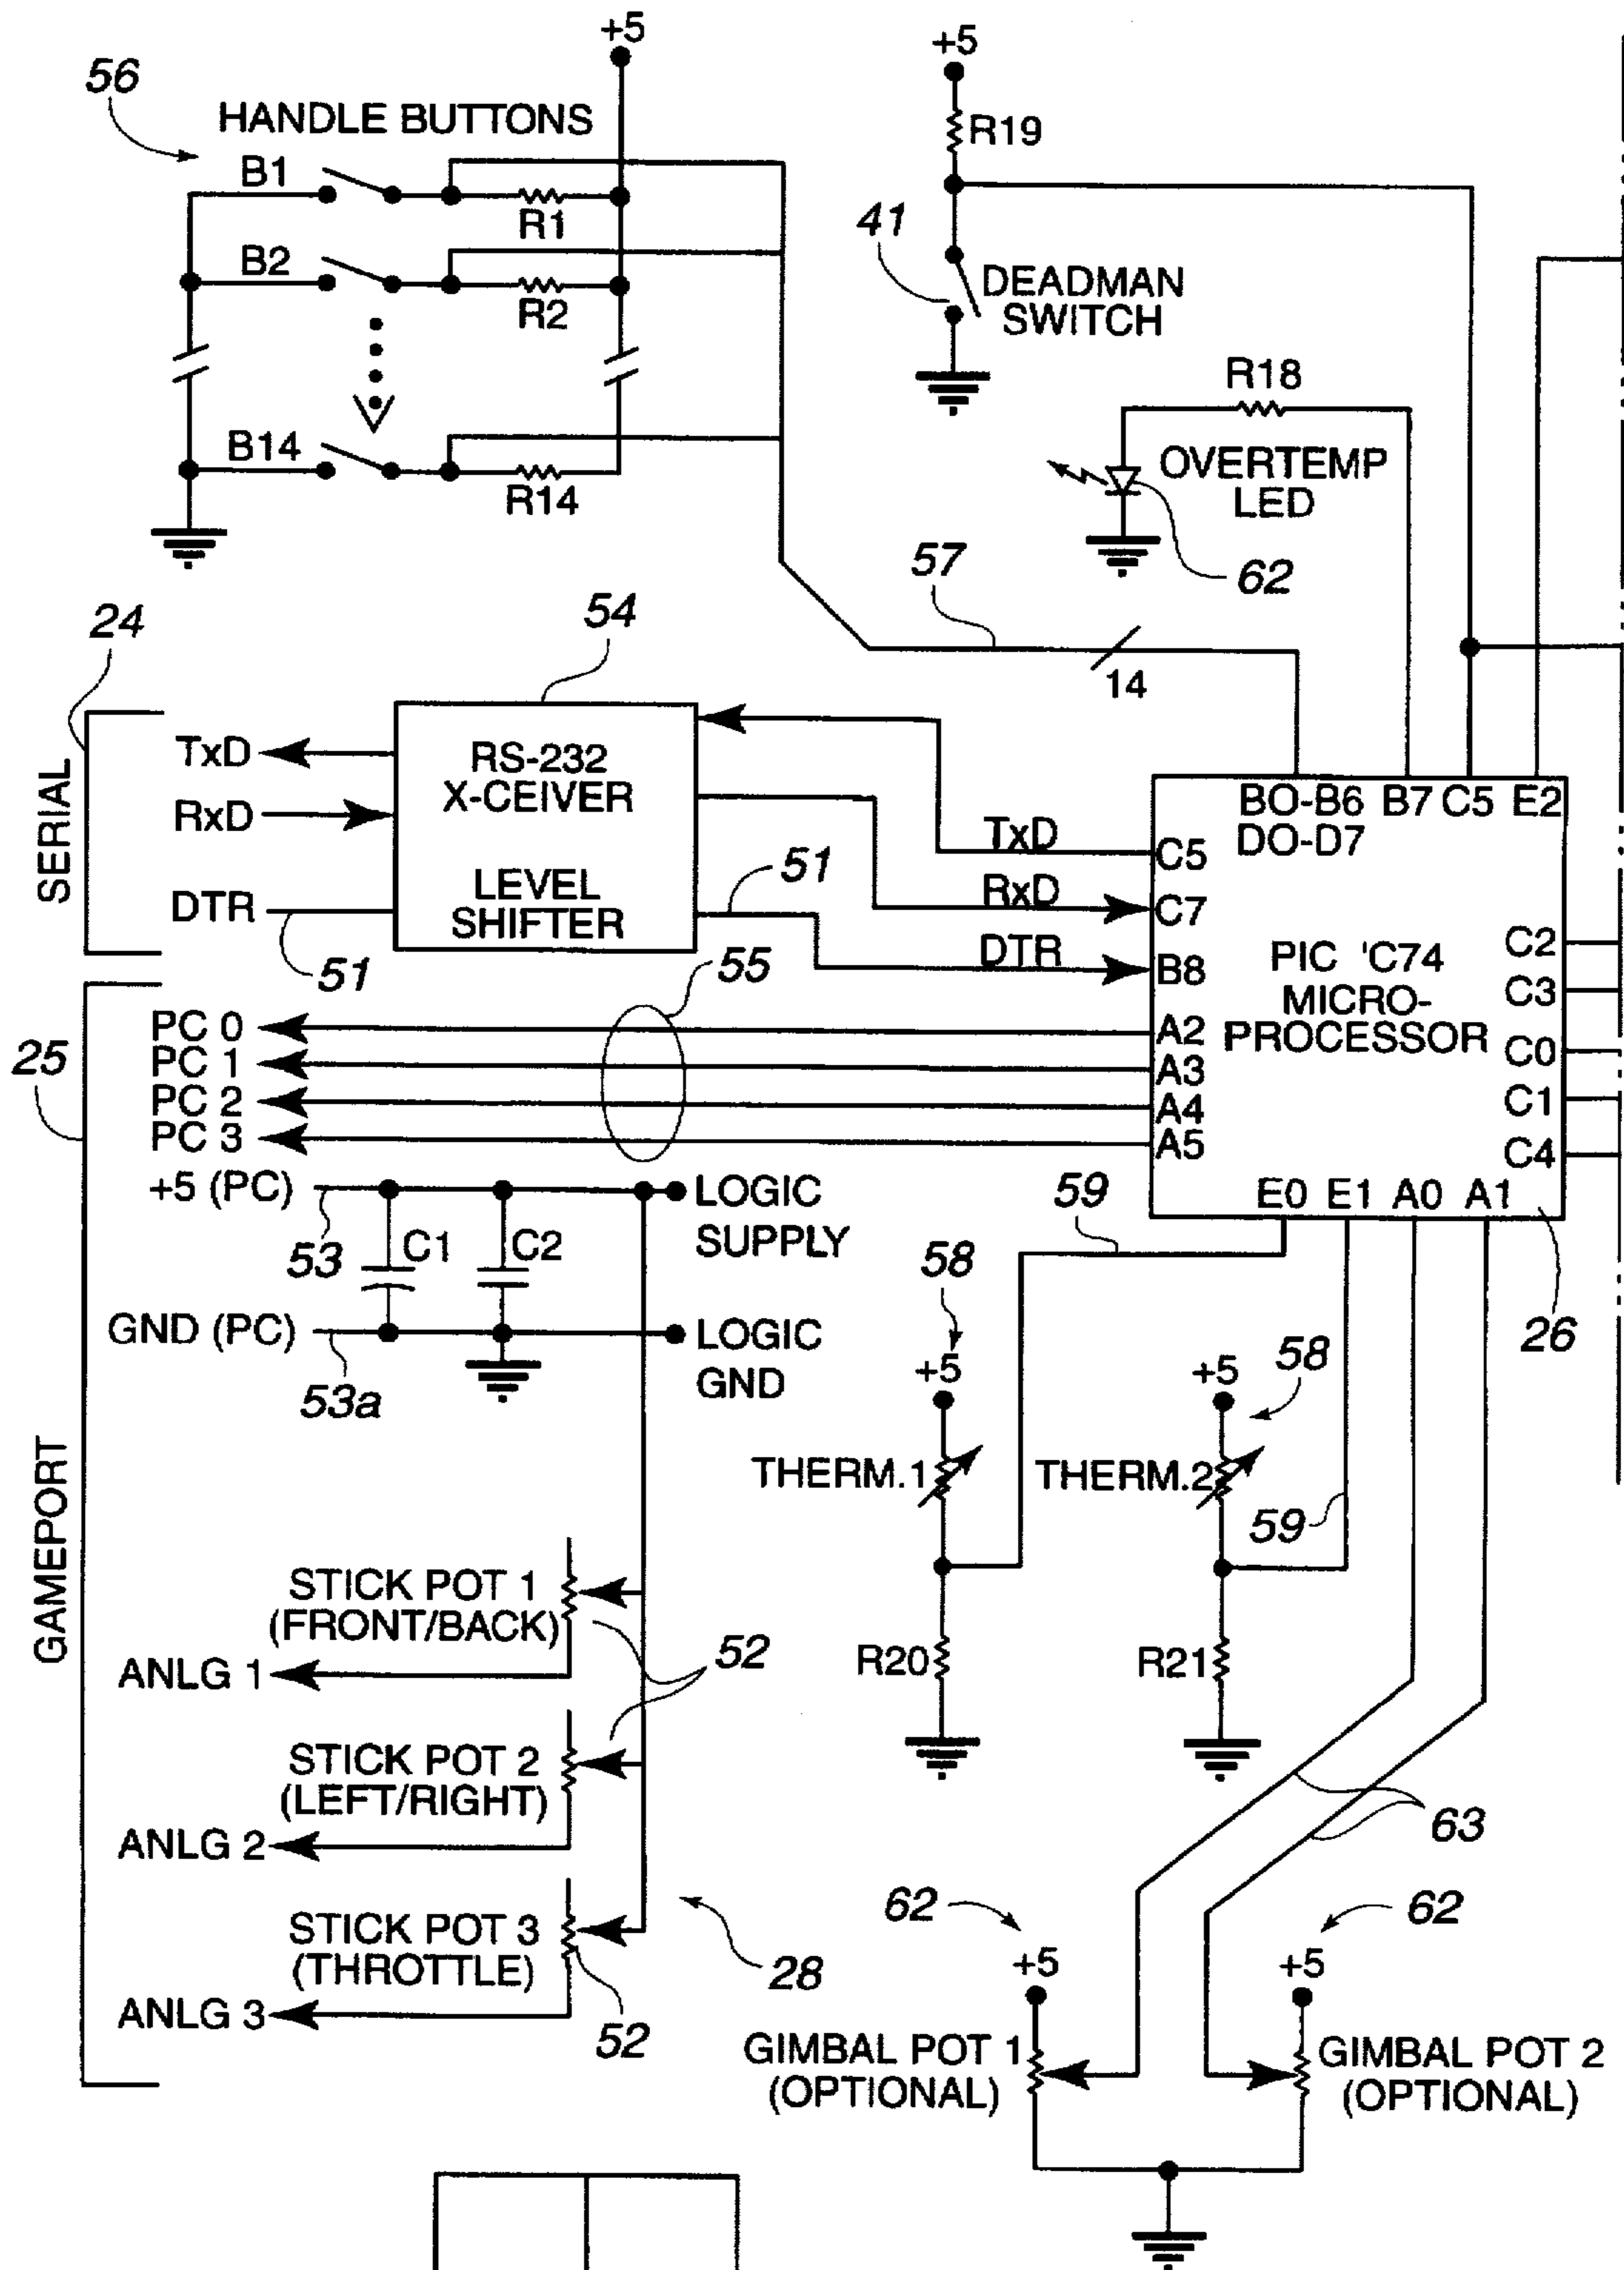 +5
+5
56
HANDLE BUTTONS
R19
B1
R1
41
B2
R2
DEADMAN
SWITCH
R18
B14
R14
OVERTEMP
LED
57
62
24
54
14
SERIAL
TxD
RxD
DTR
51
RS-232
X-CEIVER
LEVEL
SHIFTER
51
TxD
RxD
DTR
BO-B6 B7 C5 E2
DO-D7
C5
C7
B8
PIC 'C74
MICRO-
PROCESSOR
C2
C3
C0
C1
C4
55
25
PC 0
PC 1
PC 2
PC 3
A2
A3
A4
A5
E0 E1 A0 A1
+5 (PC)
53
C1
C2
LOGIC
SUPPLY
59
58
GND (PC)
53a
LOGIC
GND
26
+5
+5
58
THERM.1
THERM.2
59
GAMEPORT
STICK POT 1
(FRONT/BACK)
ANLG 1
52
R20
R21
STICK POT 2
(LEFT/RIGHT)
ANLG 2
63
STICK POT 3
(THROTTLE)
ANLG 3
52
28
62
62
+5
+5
GIMBAL POT 1
(OPTIONAL)
GIMBAL POT 2
(OPTIONAL)